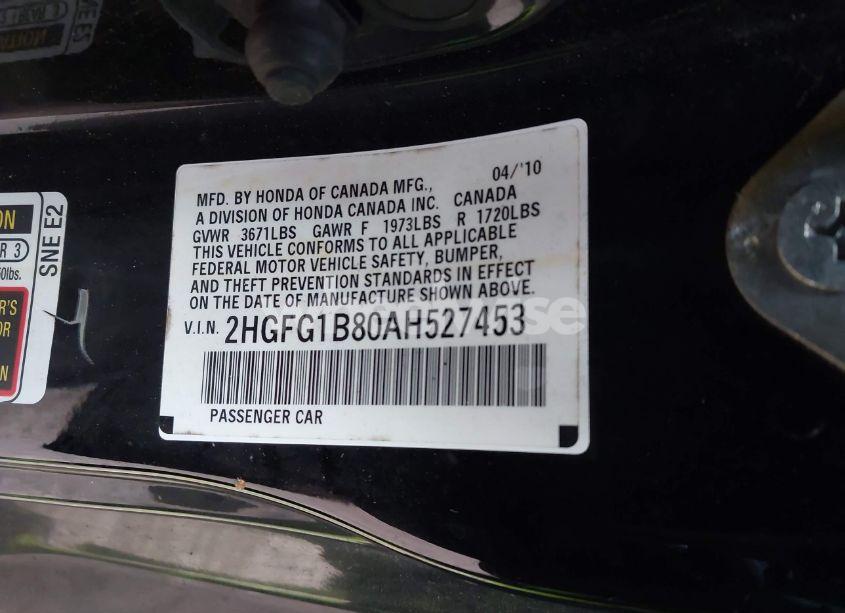 04/'10
MFD. BY HONDA OF CANADA MFG.,
A DIVISION OF HONDA CANADA INC. CANADA
GVWR 3671LBS GAWR F 1973LBS R 1720LBS
THIS VEHICLE CONFORMS TO ALL APPLICABLE
FEDERAL MOTOR VEHICLE SAFETY, BUMPER,
AND THEFT PREVENTION STANDARDS IN EFFECT
ON THE DATE OF MANUFACTURE SHOWN ABOVE.
V.I.N. 2HGFG1B80AH527453
PASSENGER CAR
SNE E2